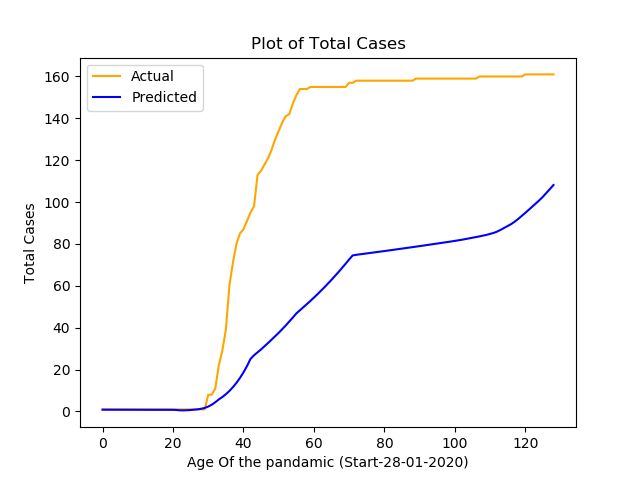 Plot of Total Cases
Actual
Predicted
Total Cases
160
140
120
100
80
60
40
20
0
0 20 40 60 80 100 120
Age Of the pandamic (Start-28-01-2020)